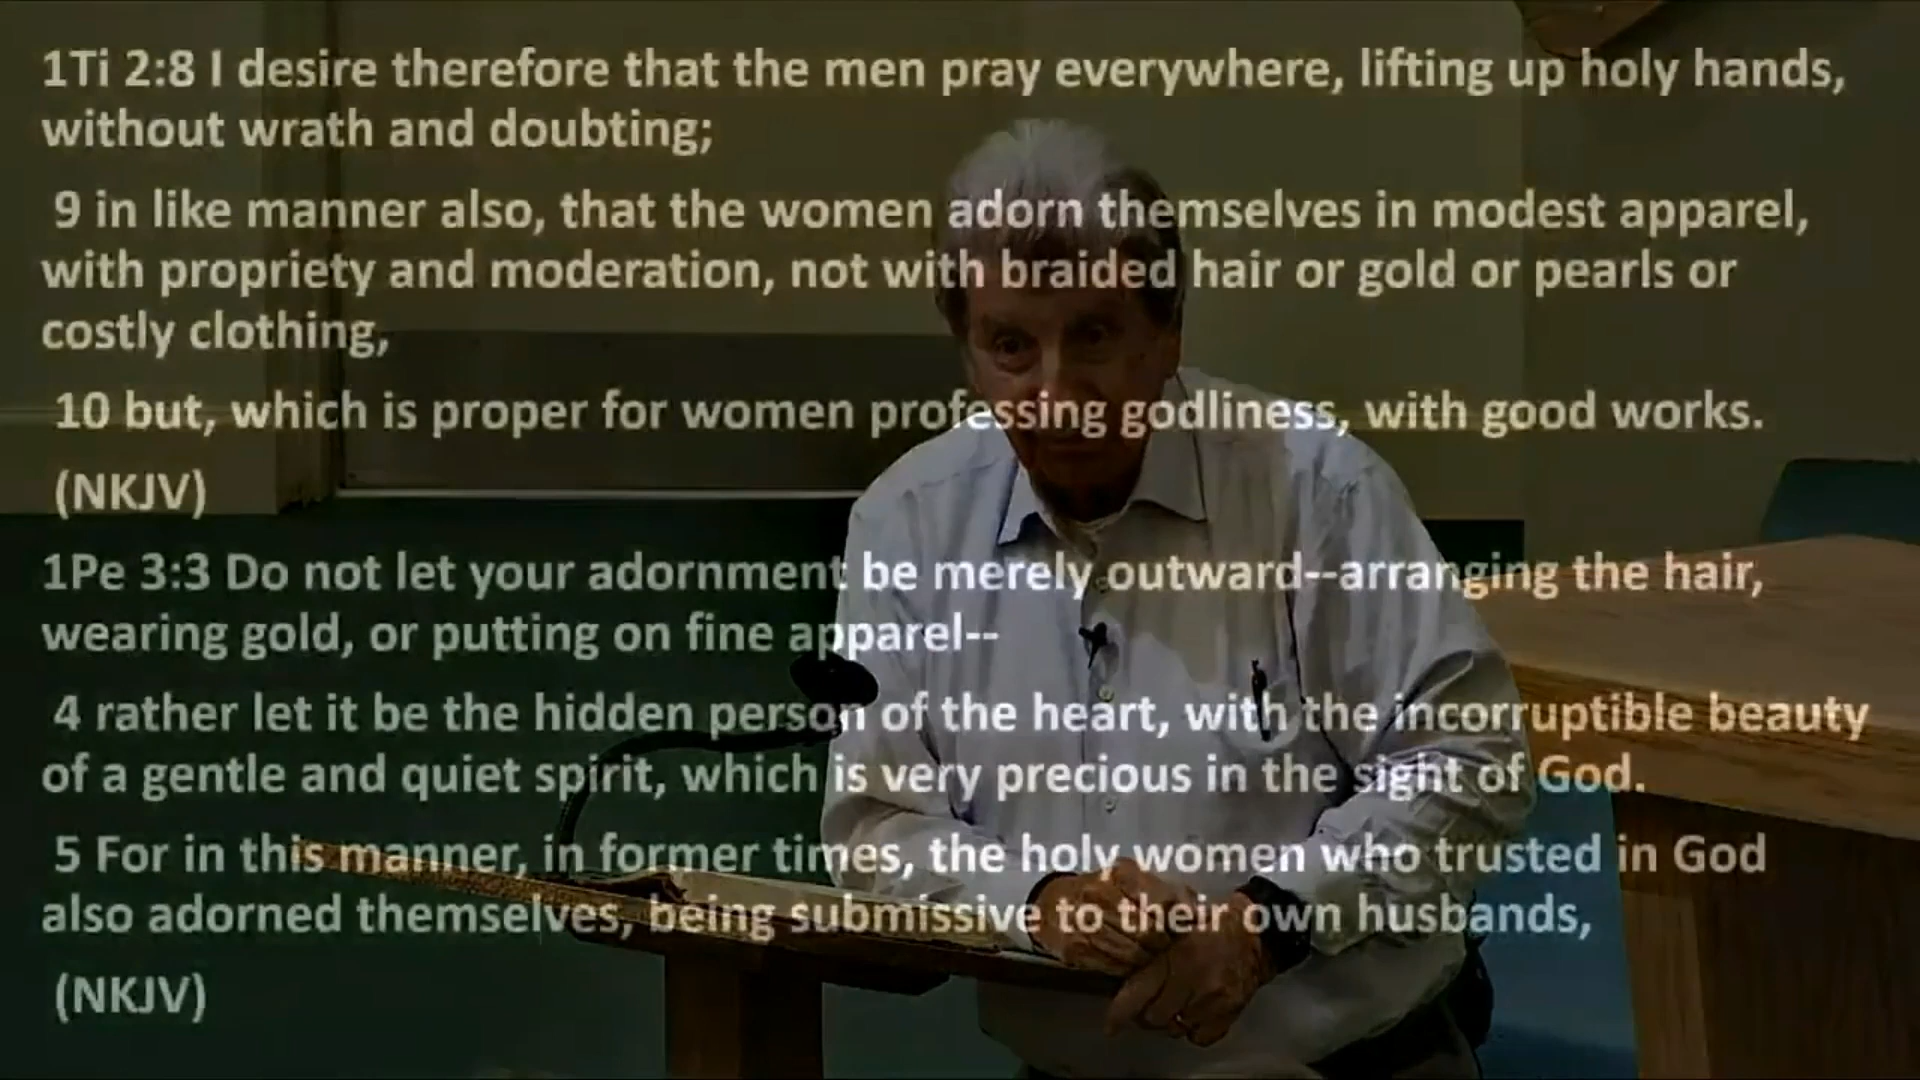 1Ti 2:8 I desire therefore that the men pray everywhere, lifting up holy hands,
without wrath and doubting;
9 in like manner also, that the women adorn themselves in modest apparel,
with propriety and moderation, not with braided hair or gold or pearls or
costly clothing,
10 but, which is proper for women professing godliness, with good works.
(NKJV)
1Pe 3:3 Do not let your adornment be merely outward--arranging the hair,
wearing gold, or putting on fine apparel--
4 rather let it be the hidden person of the heart, with the incorruptible beauty
of a gentle and quiet spirit, which is very precious in the sight of God.
5 For in this manner, in former times, the holy women who trusted in God
also adorned themselves, being submissive to their own husbands,
(NKJV)